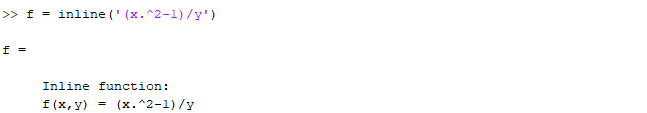 >> f = inline('(x.^2-1)/y')
f =
Inline function:
f(x,y) = (x.^2-1)/y